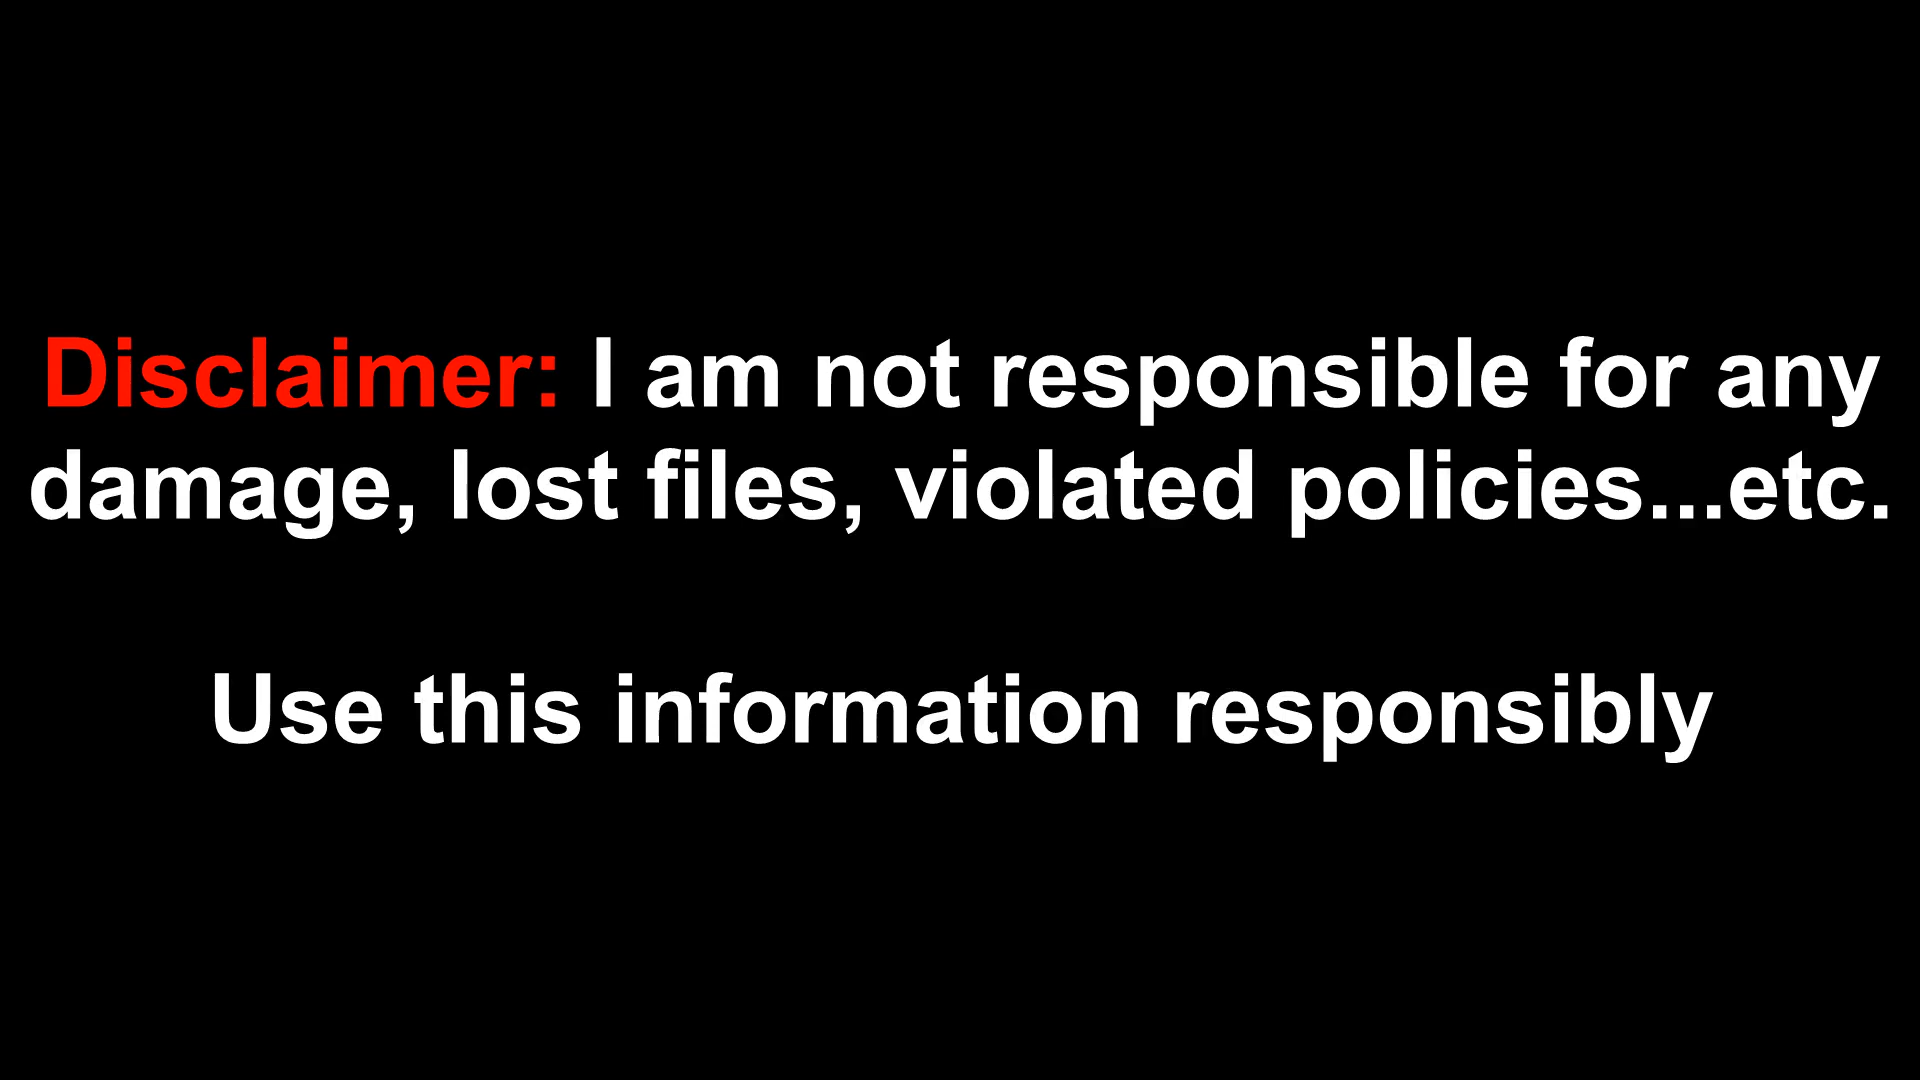 Disclaimer: I am not responsible for any
damage, lost files, violated policies...etc.
Use this information responsibly